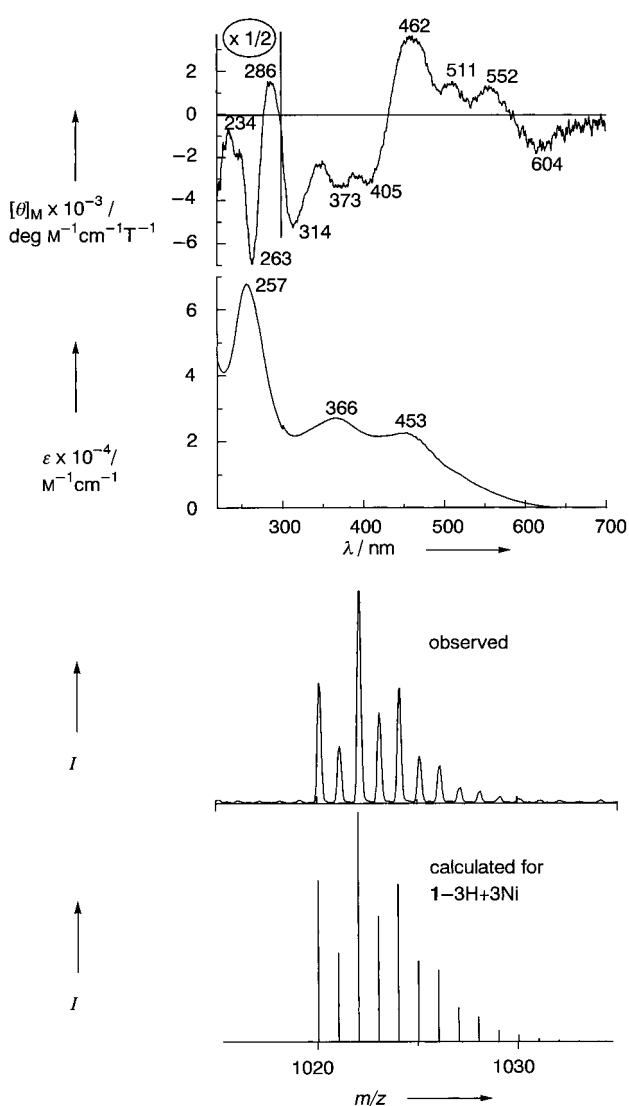 x 1/2
462
286
511
552
2
0
234
−2
−4
−6
373
405
604
314
263
[θ]M x 10−3 /
deg M−1cm−1T−1
257
6
4
2
0
366
453
ε x 10−4/
M−1cm−1
300
400
500
600
700
λ / nm
observed
I
calculated for
1−3H+3Ni
I
1020
1030
m/z